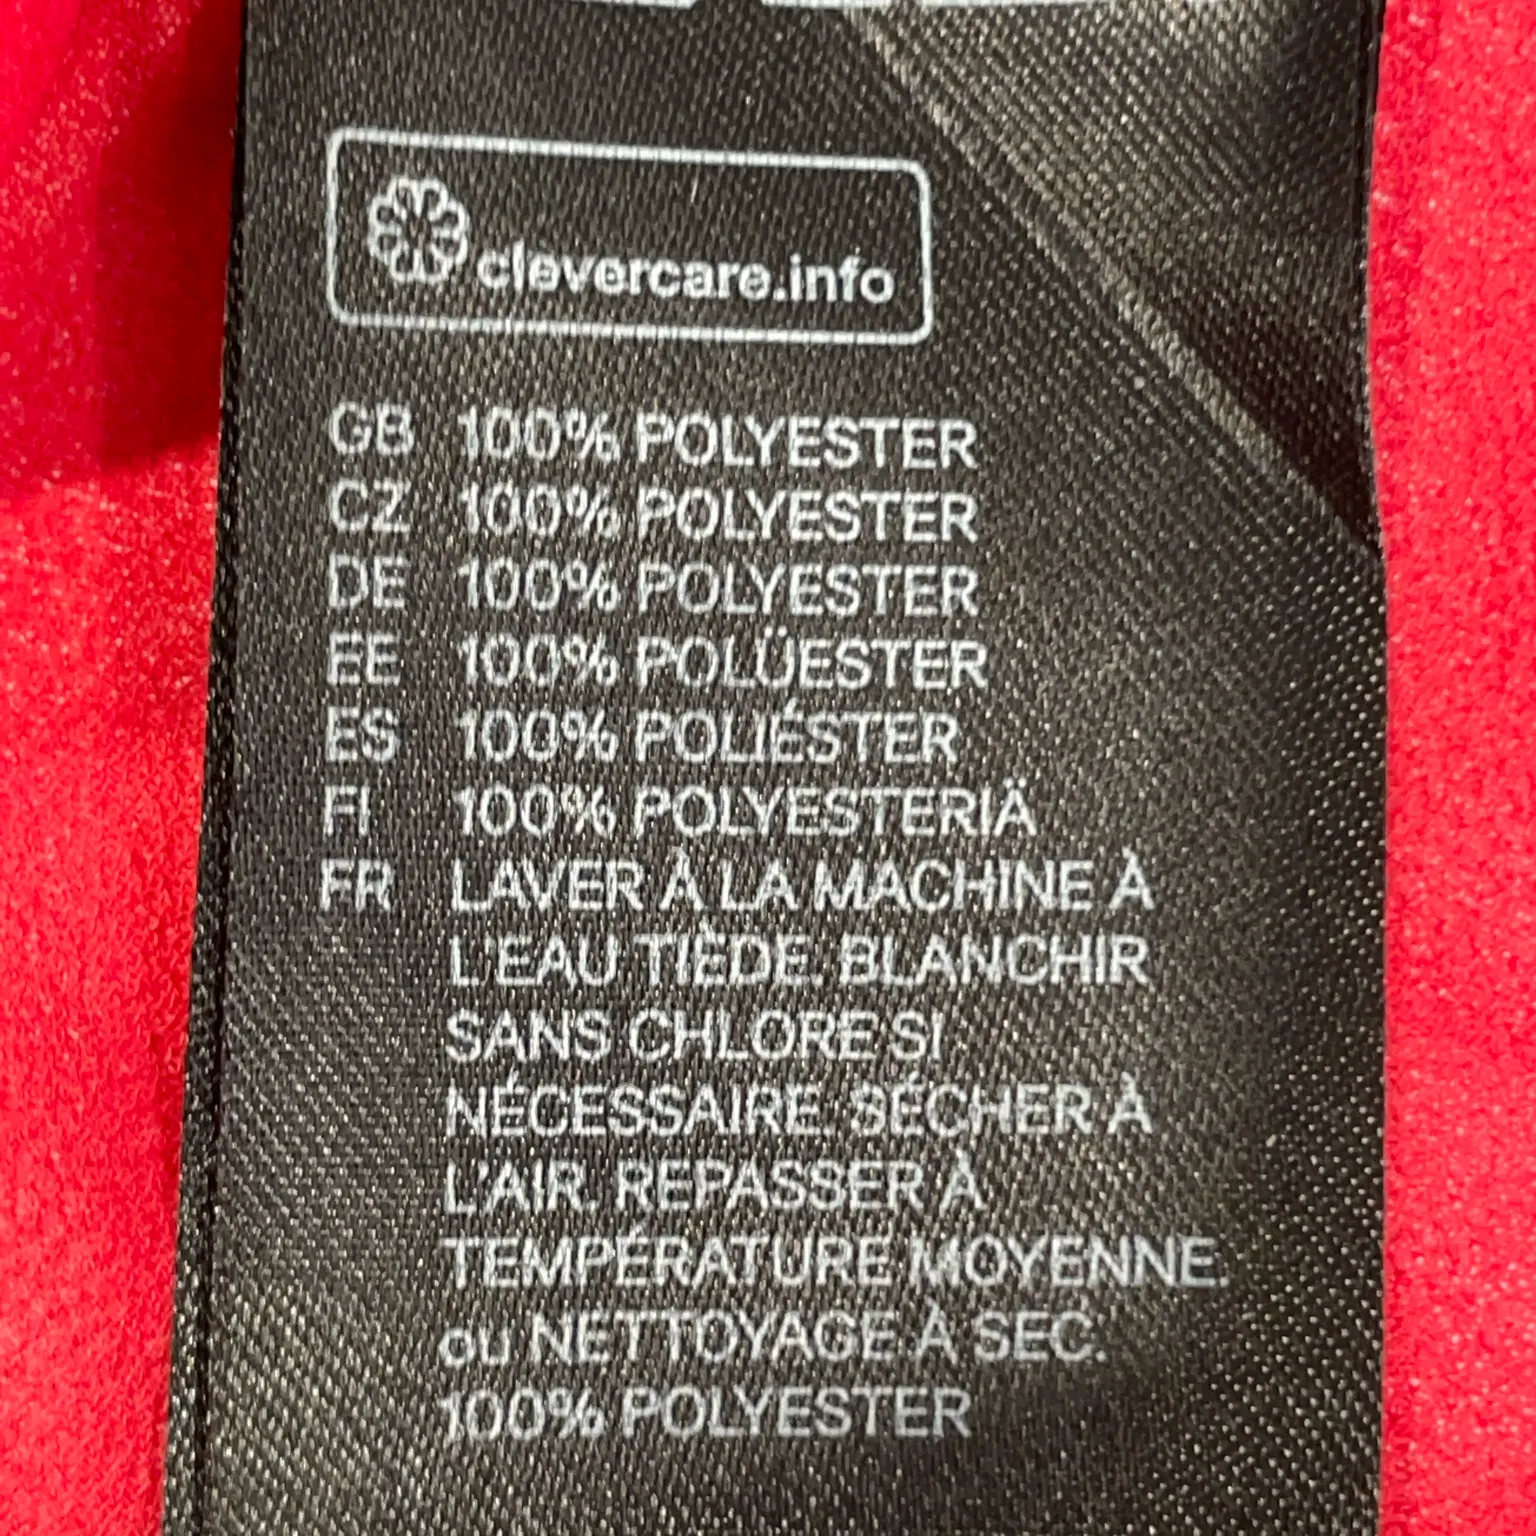 clevercare.info
GB 100% POLYESTER
CZ 100% POLYESTER
DE 100% POLYESTER
EE 100% POLÜESTER
ES 100% POLIÉSTER
FI 100% POLYESTERIÄ
FR LAVER À LA MACHINE À
L'EAU TIÈDE. BLANCHIR
SANS CHLORE SI
NÉCESSAIRE. SÉCHER À
L'AIR. REPASSER À
TEMPÉRATURE MOYENNE.
ou NETTOYAGE À SEC.
100% POLYESTER